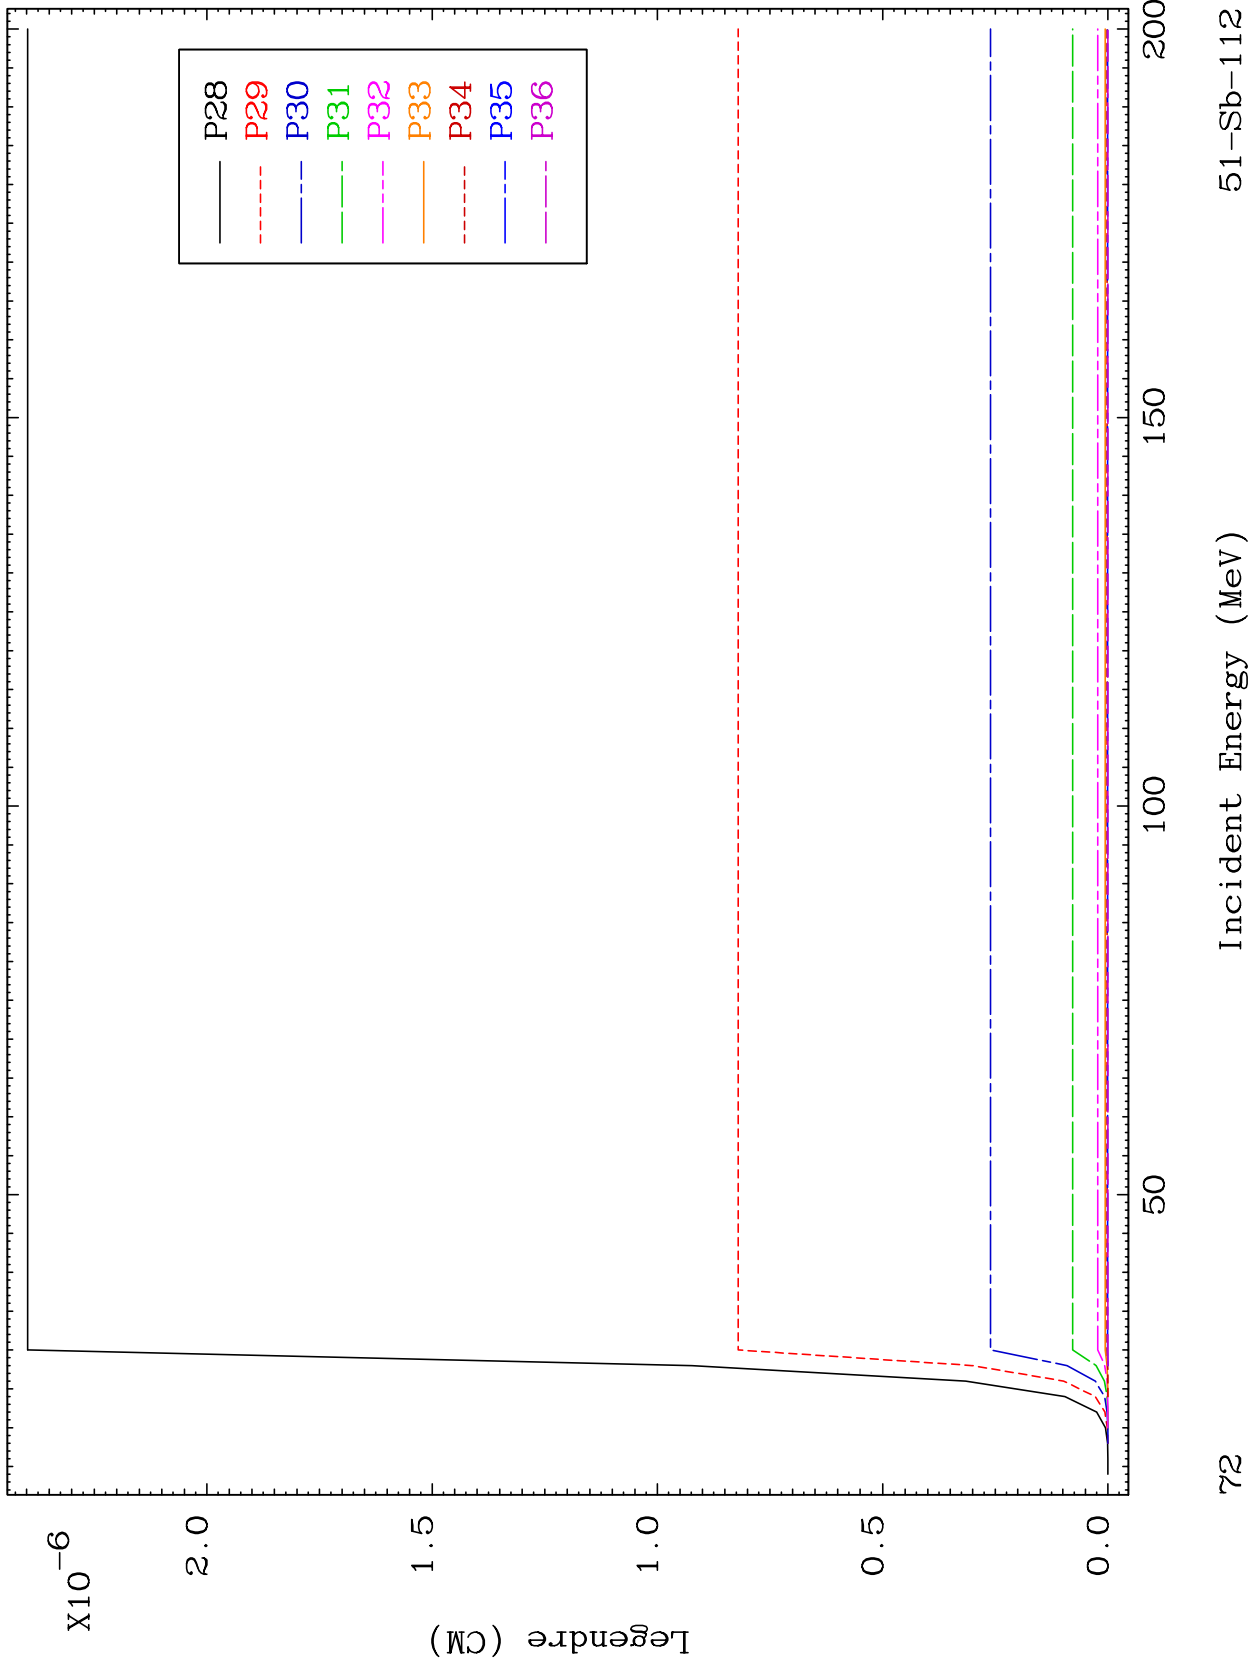 X10-6
2.0
1.5
1.0
0.5
0.0
Legendre (CM)
P28
P29
P30
P31
P32
P33
P34
P35
P36
50
100
150
200
72
Incident Energy (MeV)
51-Sb-112